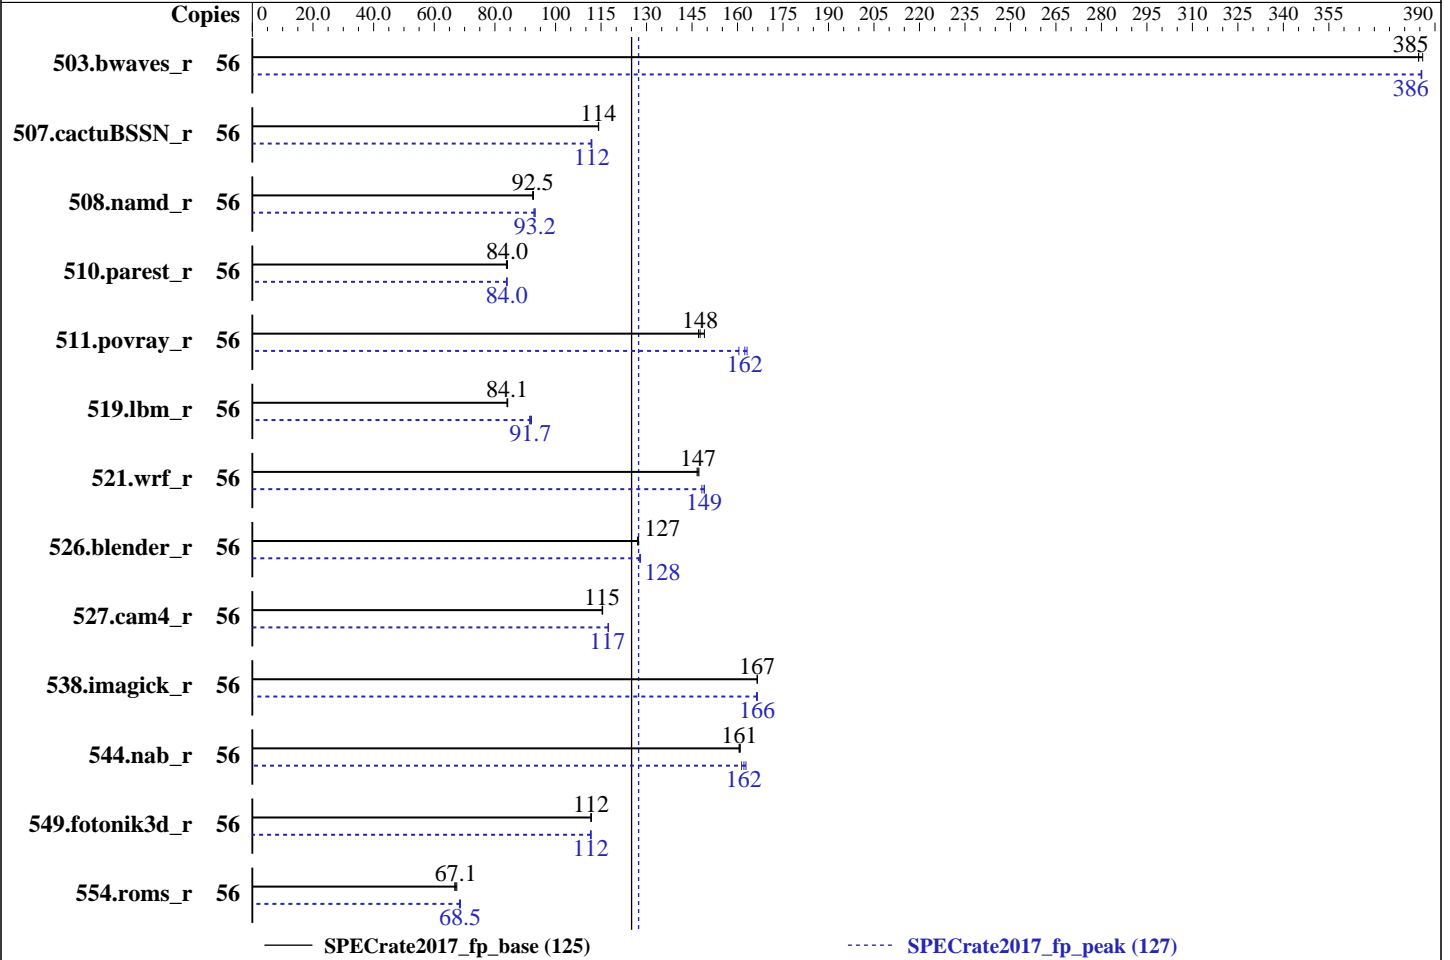 Copies 0 20.0 40.0 60.0 80.0 100 115 130 145 160 175 190 205 220 235 250 265 280 295 310 325 340 355 390
503.bwaves_r 56 385
386
507.cactuBSSN_r 56 114
112
508.namd_r 56 92.5
93.2
510.parest_r 56 84.0
84.0
511.povray_r 56 148
162
519.lbm_r 56 84.1
91.7
521.wrf_r 56 147
149
526.blender_r 56 127
128
527.cam4_r 56 115
117
538.imagick_r 56 167
166
544.nab_r 56 161
162
549.fotonik3d_r 56 112
112
554.roms_r 56 67.1
68.5
SPECrate2017_fp_base (125) SPECrate2017_fp_peak (127)